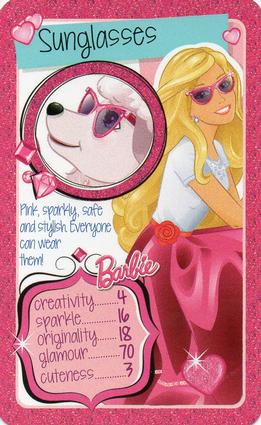 Sunglasses
Pink, sparkly, safe
and stylish. Everyone
can wear
them!
Barbie
creativity......4
sparkle............16
originality......18
glamour.........70
cuteness.........3